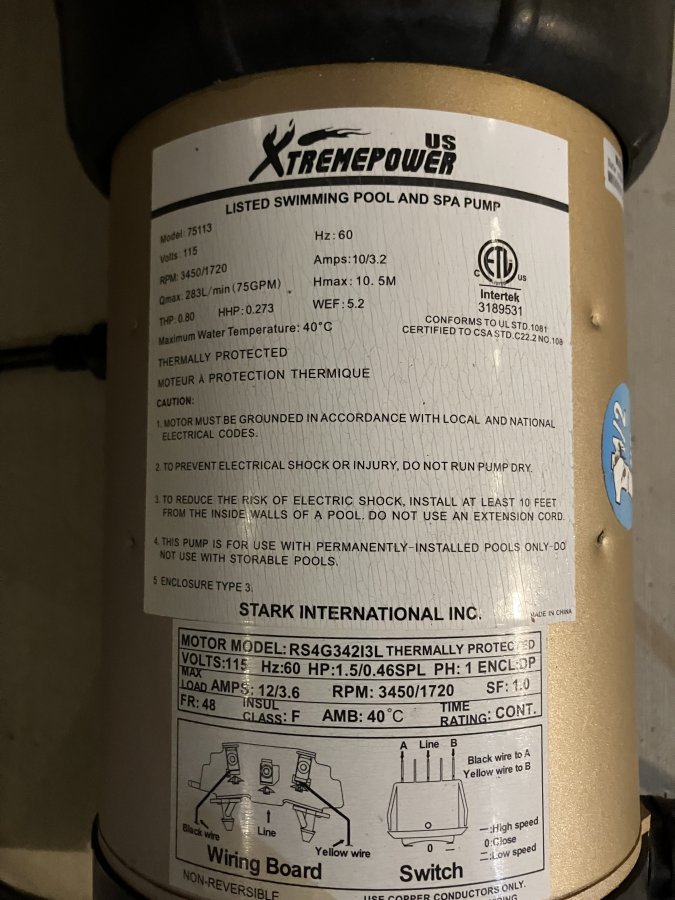 XTREMEPOWER US
LISTED SWIMMING POOL AND SPA PUMP
Model: 75113
Volts: 115
Hz: 60
RPM: 3450/1720
Amps:10/3.2
Qmax: 283L/min (75GPM)
Hmax: 10. 5M
THP: 0.80 HHP: 0.273
WEF: 5.2
Maximum Water Temperature: 40°C
C ETL US
Intertek
3189531
CONFORMS TO UL STD. 1081
CERTIFIED TO CSA STD. C22.2 NO. 108
THERMALLY PROTECTED
MOTEUR À PROTECTION THERMIQUE
CAUTION:
1. MOTOR MUST BE GROUNDED IN ACCORDANCE WITH LOCAL AND NATIONAL
ELECTRICAL CODES.
2. TO PREVENT ELECTRICAL SHOCK OR INJURY, DO NOT RUN PUMP DRY.
3. TO REDUCE THE RISK OF ELECTRIC SHOCK, INSTALL AT LEAST 10 FEET
FROM THE INSIDE WALLS OF A POOL. DO NOT USE AN EXTENSION CORD.
4. THIS PUMP IS FOR USE WITH PERMANENTLY-INSTALLED POOLS ONLY-DO
NOT USE WITH STORABLE POOLS.
5 ENCLOSURE TYPE 3.
STARK INTERNATIONAL INC.
MADE IN CHINA
1/2
MOTOR MODEL: RS4G342I3L THERMALLY PROTECTED
VOLTS:115 Hz:60 HP:1.5/0.46SPL PH: 1 ENCL:DP
MAX
LOAD AMPS: 12/3.6 RPM: 3450/1720 SF: 1.0
FR: 48 INSUL CLASS: F AMB: 40°C TIME RATING: CONT.
Black wire
Line
Yellow wire
Wiring Board
A Line B
Black wire to A
Yellow wire to B
0
—:High speed
0:Close
=:Low speed
Switch
NON-REVERSIBLE
USE COPPER CONDUCTORS ONLY.